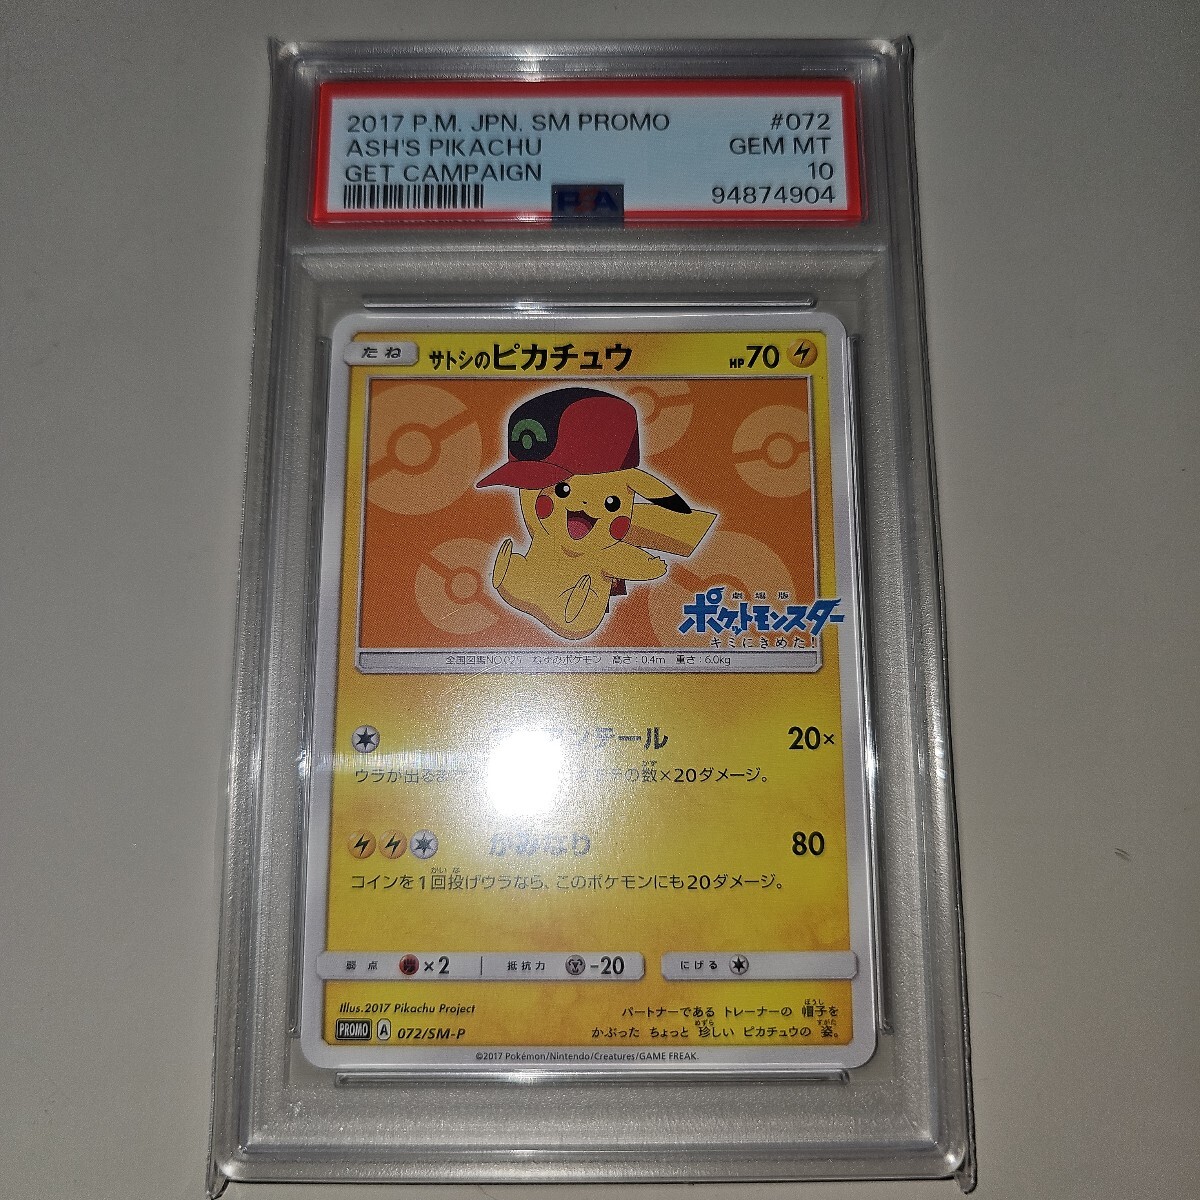 2017 P.M. JPN. SM PROMO #072
ASH'S PIKACHU GEM MT
GET CAMPAIGN 10
94874904
PSA
たね サトシのピカチュウ HP70
劇場版
ポケットモンスター
キミにきめた!
全国図鑑NO.025 ねずみポケモン 高さ:0.4m 重さ:6.0kg
テール 20×
ウラが出るま の数×20ダメージ。
かみなり 80
コインを1回投げウラなら、このポケモンにも20ダメージ。
弱点 ×2 抵抗力 -20 にげる
Illus.2017 Pikachu Project
PROMO A 072/SM-P
パートナーである トレーナーの 帽子を
かぶった ちょっと 珍しい ピカチュウの 姿。
©2017 Pokémon/Nintendo/Creatures/GAME FREAK.